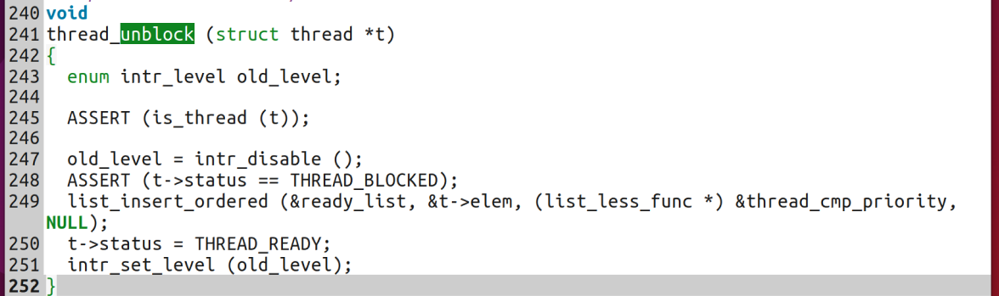 240 void
241 thread_unblock (struct thread *t)
242 {
243   enum intr_level old_level;
244
245   ASSERT (is_thread (t));
246
247   old_level = intr_disable ();
248   ASSERT (t->status == THREAD_BLOCKED);
249   list_insert_ordered (&ready_list, &t->elem, (list_less_func *) &thread_cmp_priority,
NULL);
250   t->status = THREAD_READY;
251   intr_set_level (old_level);
252 }